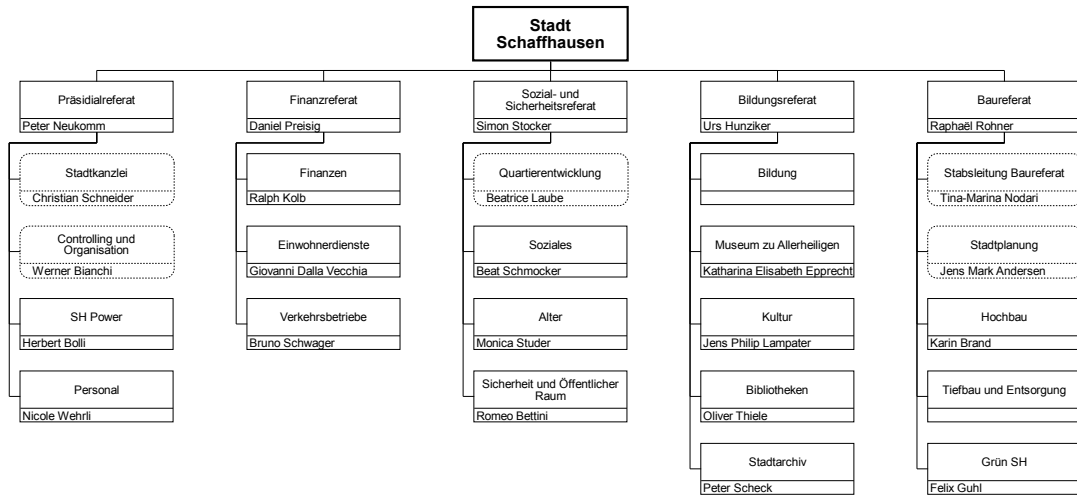 Stadt
Schaffhausen
Präsidialreferat
Peter Neukomm
Stadtkanzlei
Christian Schneider
Controlling und
Organisation
Werner Bianchi
SH Power
Herbert Bolli
Personal
Nicole Wehrli
Finanzreferat
Daniel Preisig
Finanzen
Ralph Kolb
Einwohnerdienste
Giovanni Dalla Vecchia
Verkehrsbetriebe
Bruno Schwager
Sozial- und
Sicherheitsreferat
Simon Stocker
Quartierentwicklung
Beatrice Laube
Soziales
Beat Schmocker
Alter
Monica Studer
Sicherheit und Öffentlicher
Raum
Romeo Bettini
Bildungsreferat
Urs Hunziker
Bildung
Museum zu Allerheiligen
Katharina Elisabeth Epprecht
Kultur
Jens Philip Lampater
Bibliotheken
Oliver Thiele
Stadtarchiv
Peter Scheck
Baureferat
Raphaël Rohner
Stabsleitung Baureferat
Tina-Marina Nodari
Stadtplanung
Jens Mark Andersen
Hochbau
Karin Brand
Tiefbau und Entsorgung
Grün SH
Felix Guhl